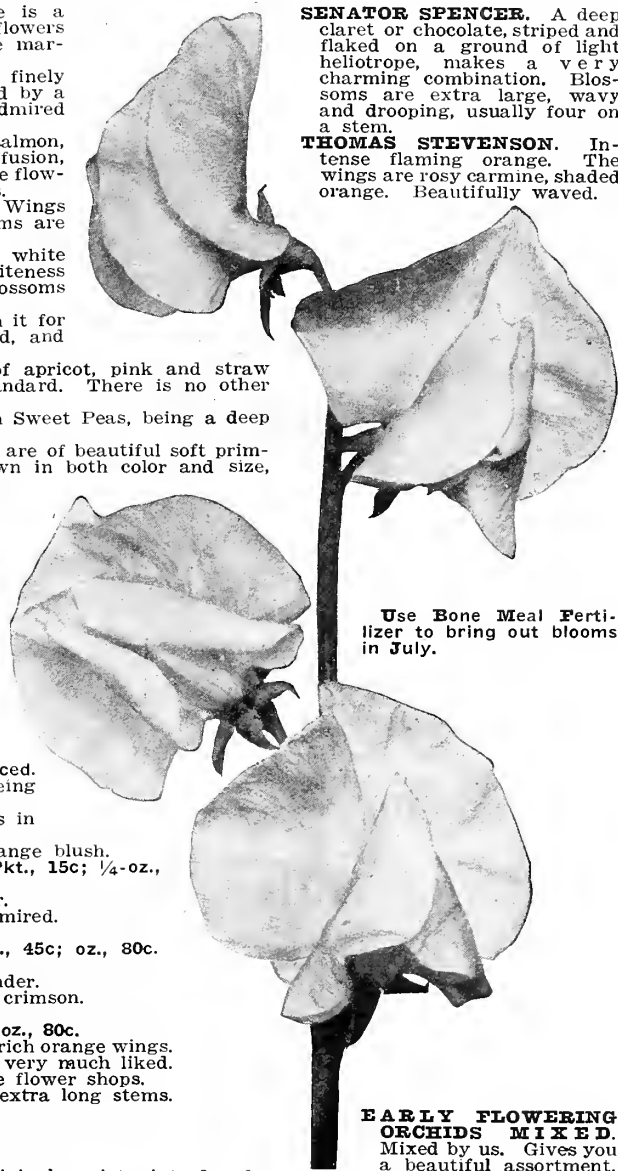 e is a
flowers
e mar-
finely
d by a
dmired
almon,
fusion,
e flow-
s.
Wings
ms are
white
iteness
ossoms
it for
d, and
of apricot, pink and straw
andard. There is no other
Sweet Peas, being a deep
are of beautiful soft prim-
wn in both color and size,
SENATOR SPENCER. A deep
claret or chocolate, striped and
flaked on a ground of light
heliotrope, makes a very
charming combination. Blos-
soms are extra large, wavy
and drooping, usually four on
a stem.
THOMAS STEVENSON. In-
tense flaming orange. The
wings are rosy carmine, shaded
orange. Beautifully waved.
Use Bone Meal Ferti-
lizer to bring out blooms
in July.
ced.
eing
s in
ange blush.
Pkt., 15c; ¼-oz.,
r.
mired.
., 45c; oz., 80c.
nder.
crimson.
oz., 80c.
rich orange wings.
very much liked.
e flower shops.
extra long stems.
EARLY FLOWERING
ORCHIDS MIXED.
Mixed by us. Gives you
a beautiful assortment.